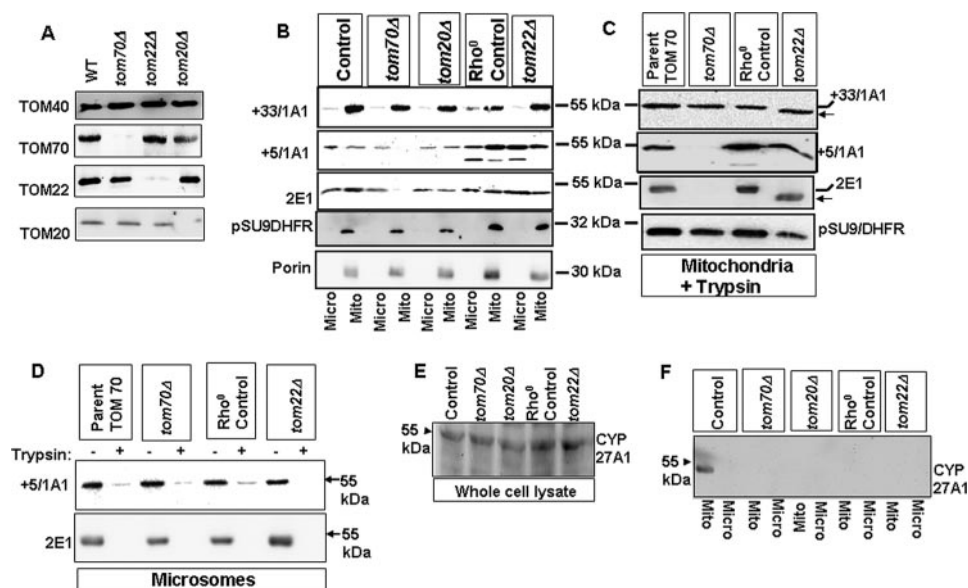 A
WT
tom70Δ
tom22Δ
tom20Δ
TOM40
TOM70
TOM22
TOM20
B
Control
tom70Δ
tom20Δ
Rho⁰ Control
tom22Δ
+33/1A1
55 kDa
+5/1A1
55 kDa
2E1
55 kDa
pSU9DHFR
32 kDa
Porin
30 kDa
Micro Mito Micro Mito Micro Mito Micro Mito Micro Mito
C
Parent TOM 70
tom70Δ
Rho⁰ Control
tom22Δ
+33/1A1
+5/1A1
2E1
pSU9/DHFR
Mitochondria
+ Trypsin
D
Parent TOM 70
tom70Δ
Rho⁰ Control
tom22Δ
Trypsin: - + - + - + - +
+5/1A1
55
kDa
2E1
55
kDa
Microsomes
E
Control
tom70Δ
tom20Δ
Rho⁰ Control
tom22Δ
55
kDa
CYP
27A1
Whole cell lysate
F
Control
tom70Δ
tom20Δ
Rho⁰ Control
tom22Δ
55
kDa
CYP
27A1
Mito Micro Mito Micro Mito Micro Mito Micro Mito Micro